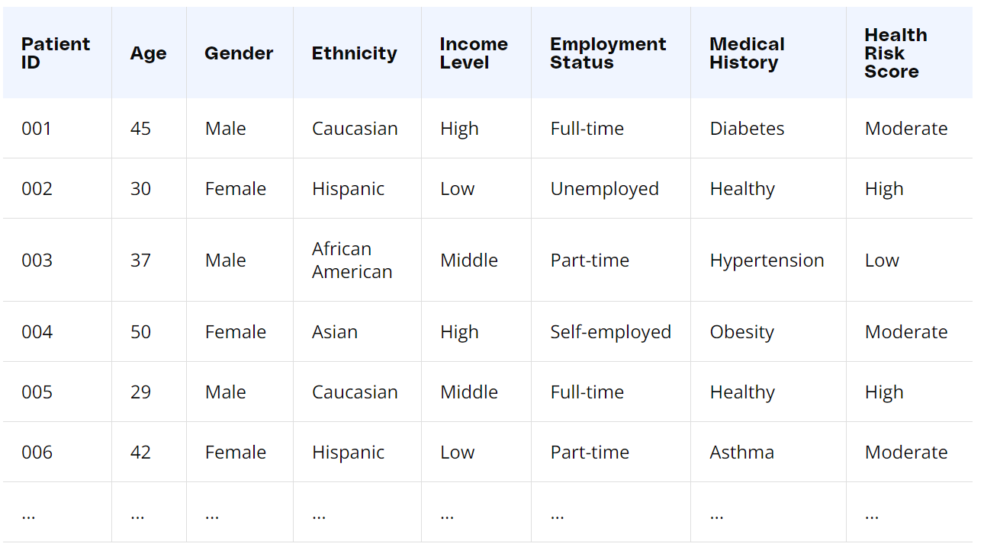 Patient ID | Age | Gender | Ethnicity | Income Level | Employment Status | Medical History | Health Risk Score
001 | 45 | Male | Caucasian | High | Full-time | Diabetes | Moderate
002 | 30 | Female | Hispanic | Low | Unemployed | Healthy | High
003 | 37 | Male | African American | Middle | Part-time | Hypertension | Low
004 | 50 | Female | Asian | High | Self-employed | Obesity | Moderate
005 | 29 | Male | Caucasian | Middle | Full-time | Healthy | High
006 | 42 | Female | Hispanic | Low | Part-time | Asthma | Moderate
... | ... | ... | ... | ... | ... | ... | ...